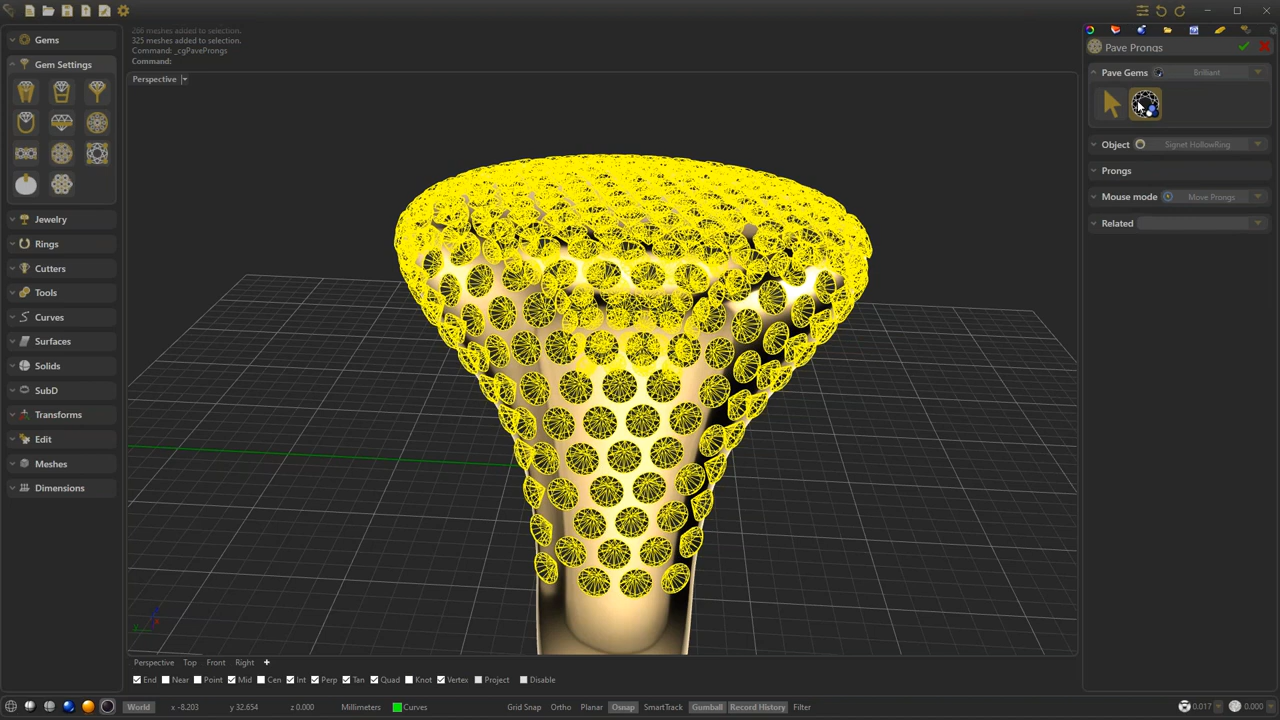 266 meshes added to selection.
325 meshes added to selection.
Command: _cgPaveProngs
Command:
Perspective
Gems
Gem Settings
Jewelry
Rings
Cutters
Tools
Curves
Surfaces
Solids
SubD
Transforms
Edit
Meshes
Dimensions
Pave Prongs
Pave Gems Brilliant
Object Signet HollowRing
Prongs
Mouse mode Move Prongs
Related
Perspective Top Front Right
End Near Point Mid Cen Int Perp Tan Quad Knot Vertex Project Disable
World x -8.203 y 32.654 z 0.000 Millimeters Curves Grid Snap Ortho Planar Osnap SmartTrack Gumball Record History Filter 0.017 0.000